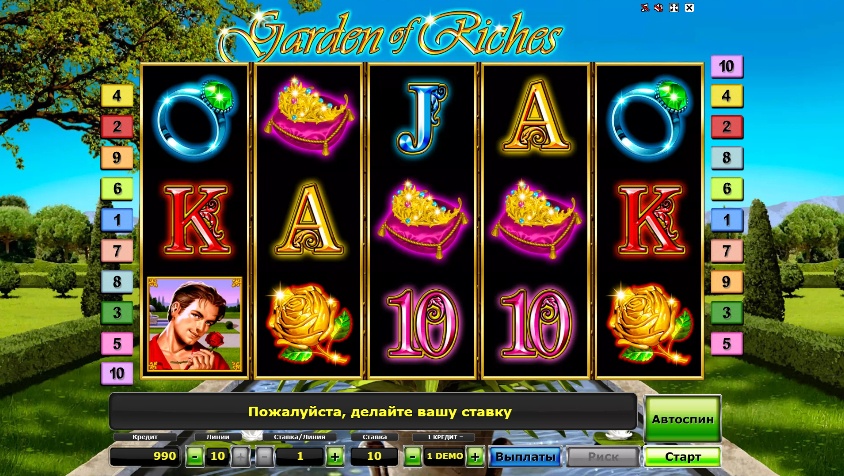 Garden of Riches
10
4 4
2 2
9 8
6 6
1 1
7 7
8 9
3 3
5 5
10
J A
K A K
10 10
Пожалуйста, делайте вашу ставку
Автоспин
Кредит Линии Ставка/Линия Ставка 1 КРЕДИТ =
990 - 10 + - 1 + 10 - 1 DEMO + Выплаты Риск Старт